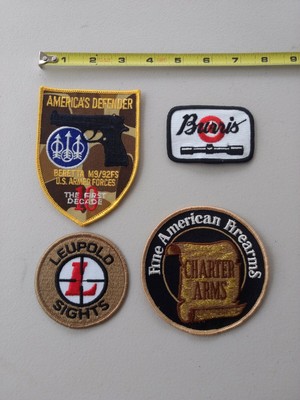 1 2 3 4 5 6 7 8 9
AMERICA'S DEFENDER
BERETTA M9/92FS
U.S. ARMED FORCES
10
THE FIRST
DECADE
Burris
LEUPOLD
L
SIGHTS
Fine American Firearms
CHARTER
ARMS